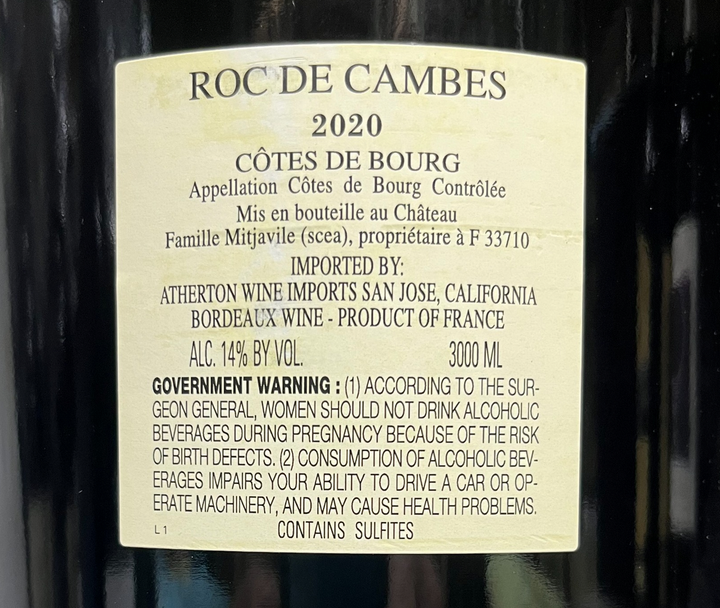 ROC DE CAMBES
2020
CÔTES DE BOURG
Appellation Côtes de Bourg Contrôlée
Mis en bouteille au Château
Famille Mitjavile (scea), propriétaire à F 33710
IMPORTED BY:
ATHERTON WINE IMPORTS SAN JOSE, CALIFORNIA
BORDEAUX WINE - PRODUCT OF FRANCE
ALC. 14% BY VOL. 3000 ML
GOVERNMENT WARNING : (1) ACCORDING TO THE SUR-
GEON GENERAL, WOMEN SHOULD NOT DRINK ALCOHOLIC
BEVERAGES DURING PREGNANCY BECAUSE OF THE RISK
OF BIRTH DEFECTS. (2) CONSUMPTION OF ALCOHOLIC BEV-
ERAGES IMPAIRS YOUR ABILITY TO DRIVE A CAR OR OP-
ERATE MACHINERY, AND MAY CAUSE HEALTH PROBLEMS.
L 1 CONTAINS SULFITES